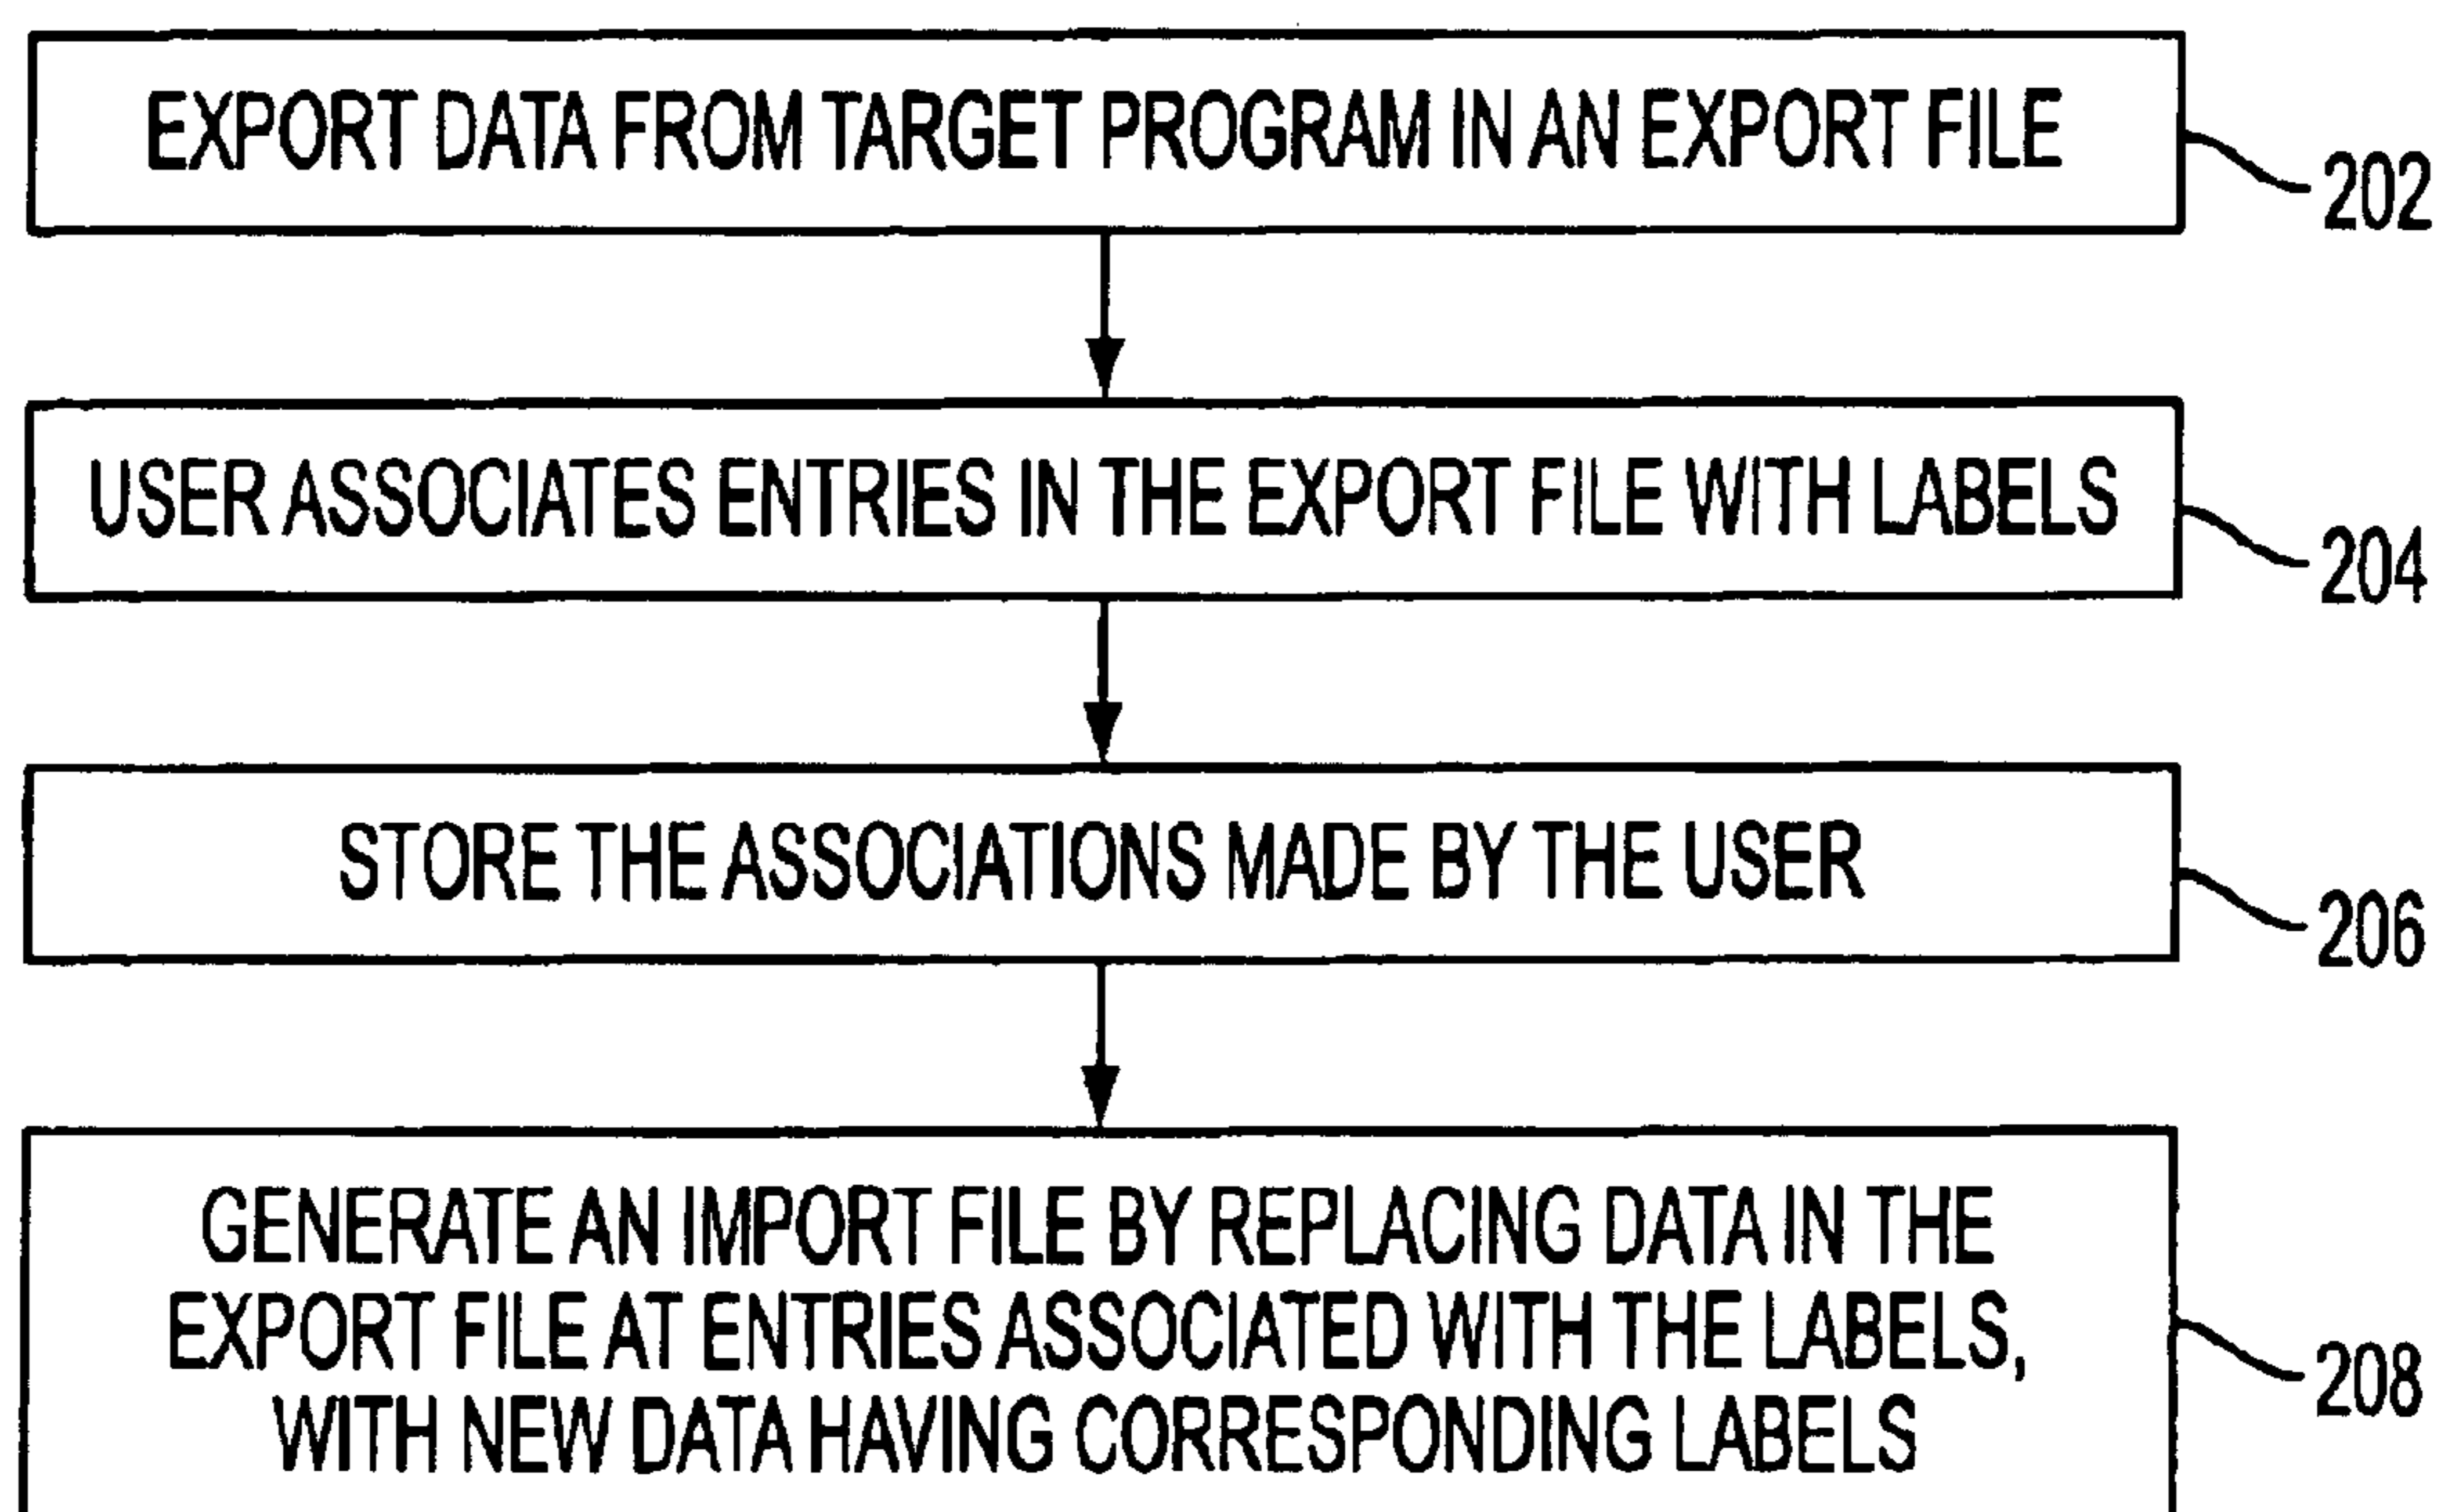 EXPORT DATA FROM TARGET PROGRAM IN AN EXPORT FILE
202
USER ASSOCIATES ENTRIES IN THE EXPORT FILE WITH LABELS
204
STORE THE ASSOCIATIONS MADE BY THE USER
206
GENERATE AN IMPORT FILE BY REPLACING DATA IN THE
EXPORT FILE AT ENTRIES ASSOCIATED WITH THE LABELS,
WITH NEW DATA HAVING CORRESPONDING LABELS
208